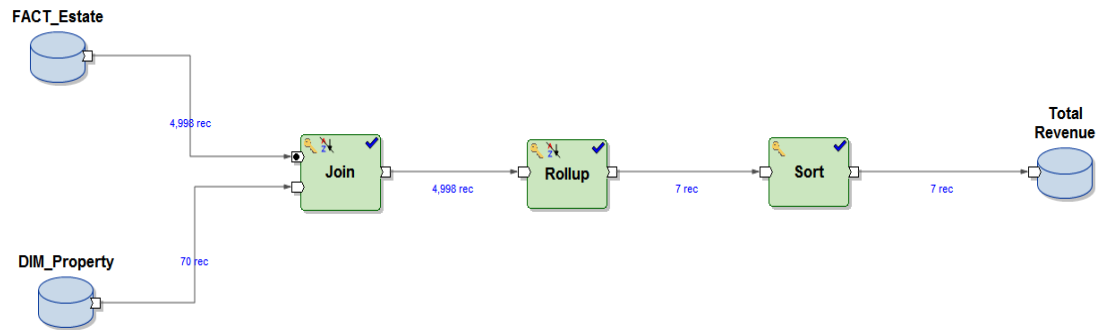 FACT_Estate
4,998 rec
Join
4,998 rec
Rollup
7 rec
Sort
7 rec
Total
Revenue
DIM_Property
70 rec